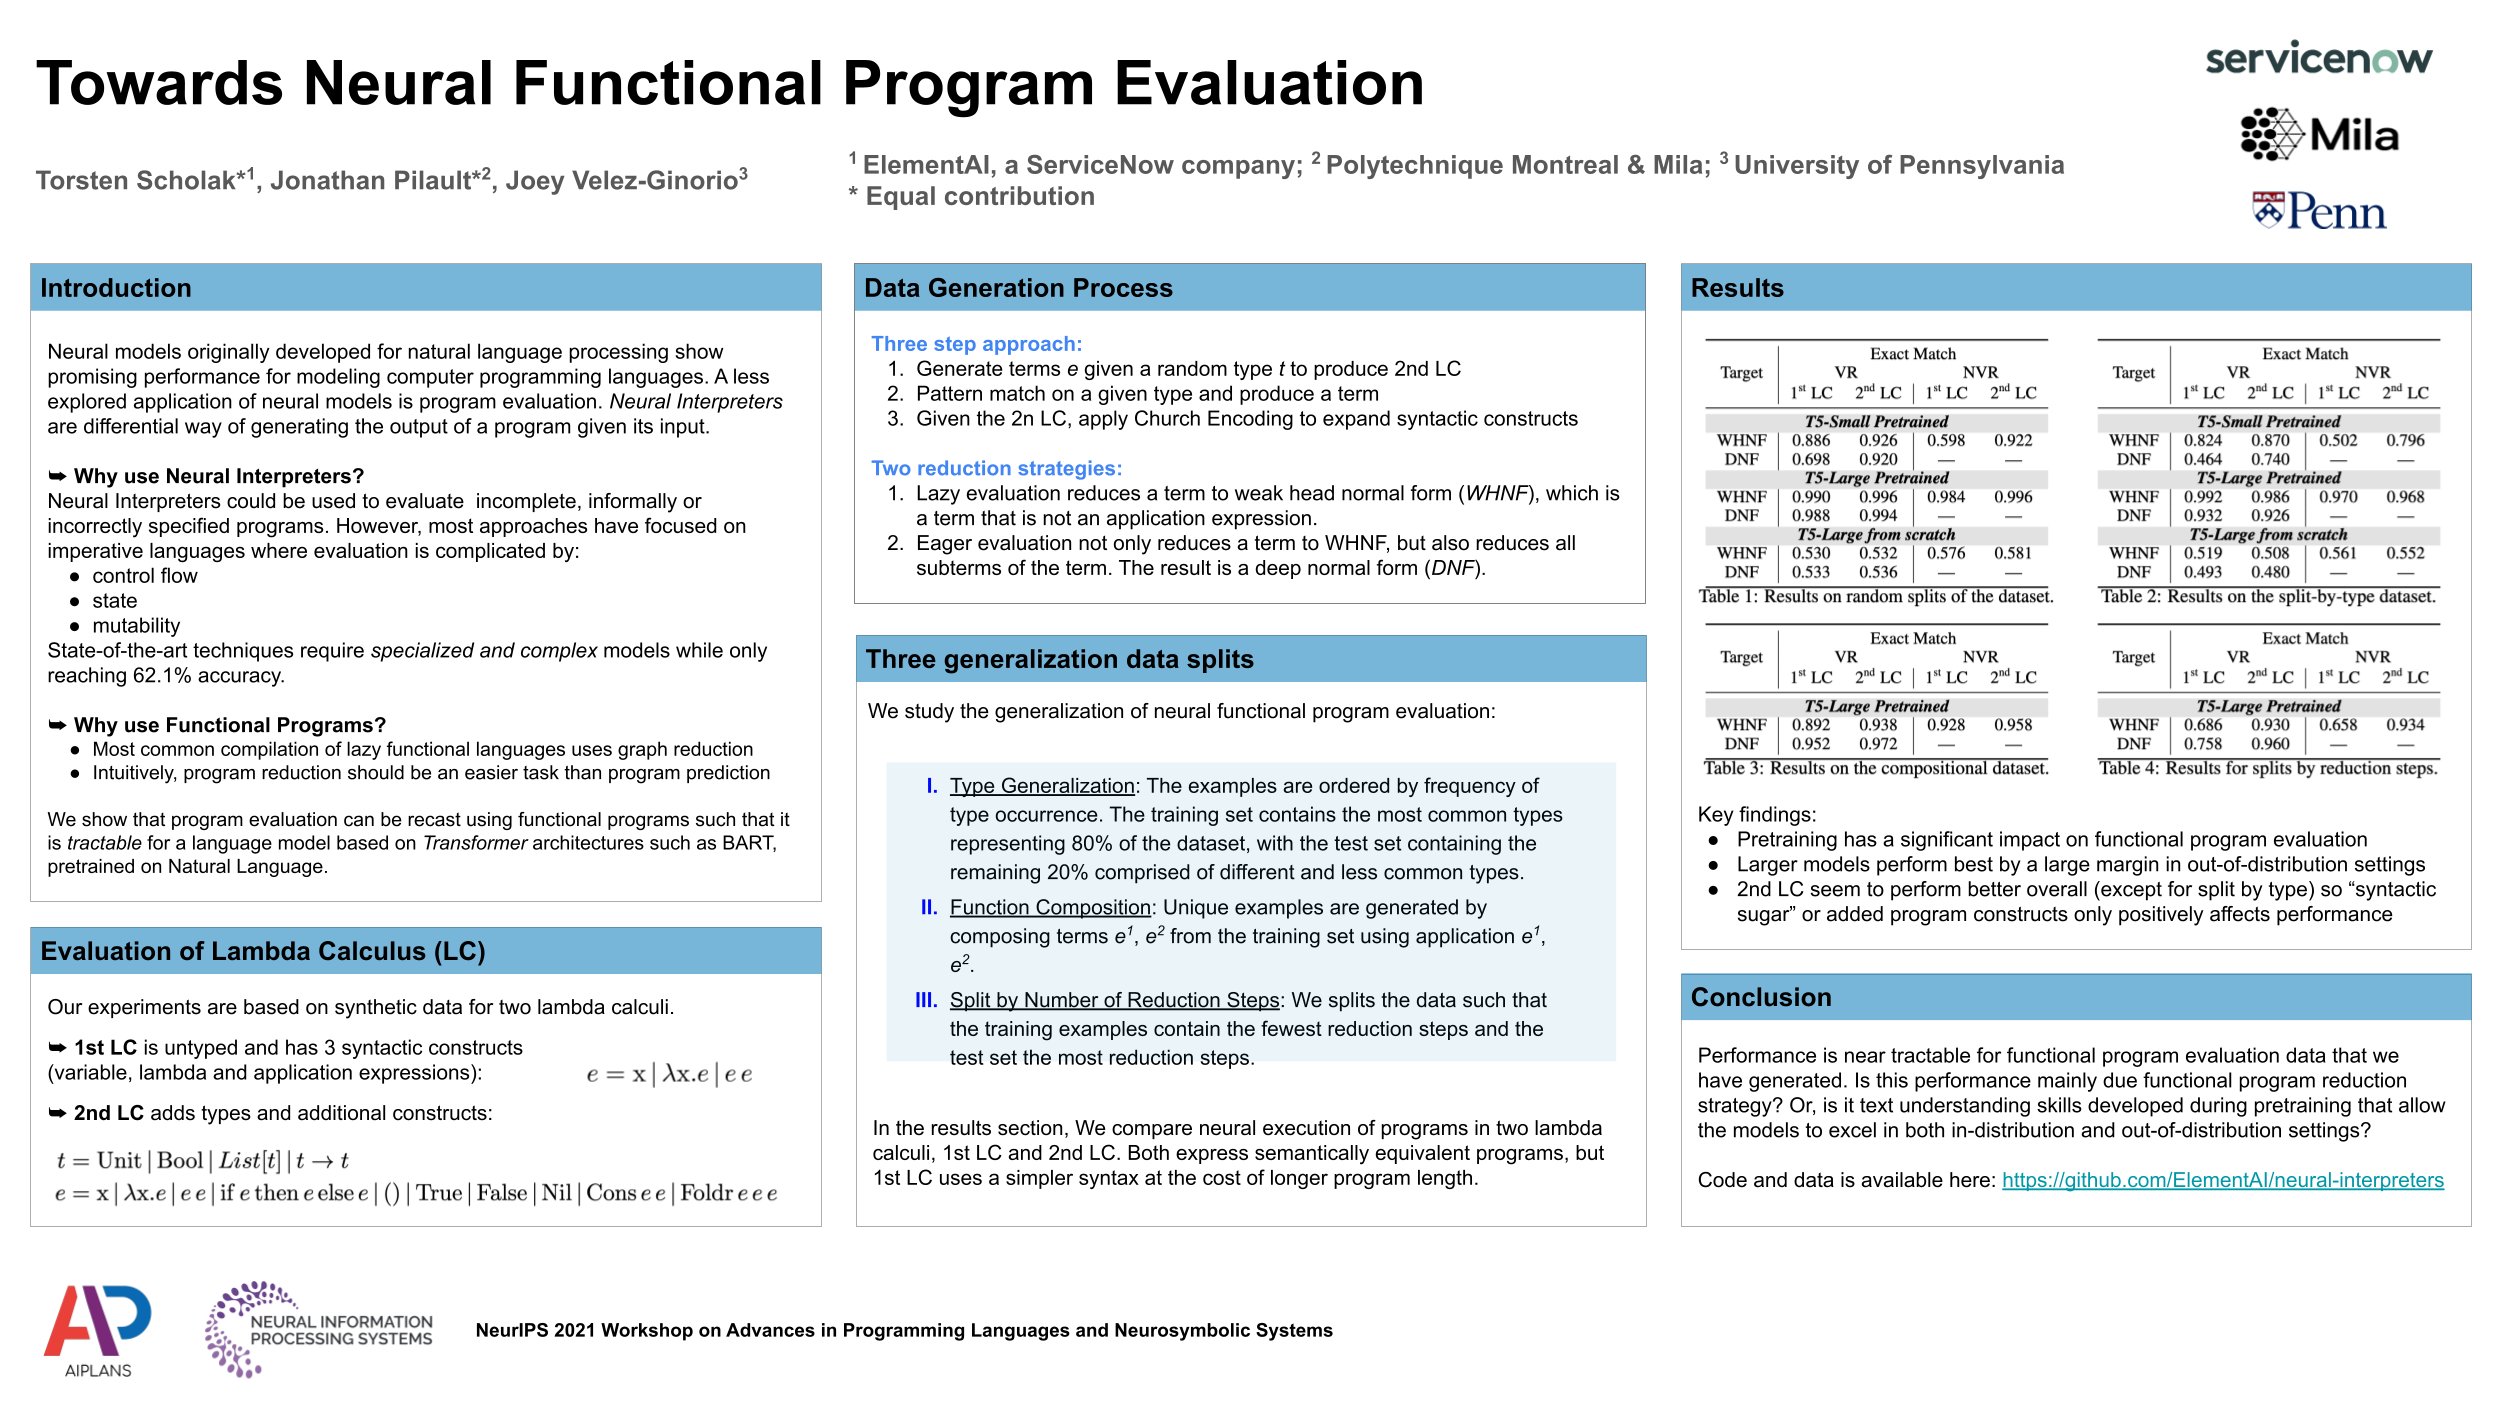 Towards Neural Functional Program Evaluation
servicenow
Mila
Penn
Torsten Scholak*1, Jonathan Pilault*2, Joey Velez-Ginorio3
1 ElementAI, a ServiceNow company; 2 Polytechnique Montreal & Mila; 3 University of Pennsylvania
* Equal contribution
Introduction
Neural models originally developed for natural language processing show
promising performance for modeling computer programming languages. A less
explored application of neural models is program evaluation. Neural Interpreters
are differential way of generating the output of a program given its input.
➥ Why use Neural Interpreters?
Neural Interpreters could be used to evaluate incomplete, informally or
incorrectly specified programs. However, most approaches have focused on
imperative languages where evaluation is complicated by:
● control flow
● state
● mutability
State-of-the-art techniques require specialized and complex models while only
reaching 62.1% accuracy.
➥ Why use Functional Programs?
● Most common compilation of lazy functional languages uses graph reduction
● Intuitively, program reduction should be an easier task than program prediction
We show that program evaluation can be recast using functional programs such that it
is tractable for a language model based on Transformer architectures such as BART,
pretrained on Natural Language.
Evaluation of Lambda Calculus (LC)
Our experiments are based on synthetic data for two lambda calculi.
➥ 1st LC is untyped and has 3 syntactic constructs
(variable, lambda and application expressions):
e = x | λx.e | e e
➥ 2nd LC adds types and additional constructs:
t = Unit | Bool | List[t] | t → t
e = x | λx.e | e e | if e then e else e | () | True | False | Nil | Cons e e | Foldr e e e
Data Generation Process
Three step approach:
1. Generate terms e given a random type t to produce 2nd LC
2. Pattern match on a given type and produce a term
3. Given the 2n LC, apply Church Encoding to expand syntactic constructs
Two reduction strategies:
1. Lazy evaluation reduces a term to weak head normal form (WHNF), which is
a term that is not an application expression.
2. Eager evaluation not only reduces a term to WHNF, but also reduces all
subterms of the term. The result is a deep normal form (DNF).
Three generalization data splits
We study the generalization of neural functional program evaluation:
I. Type Generalization: The examples are ordered by frequency of
type occurrence. The training set contains the most common types
representing 80% of the dataset, with the test set containing the
remaining 20% comprised of different and less common types.
II. Function Composition: Unique examples are generated by
composing terms e1, e2 from the training set using application e1,
e2.
III. Split by Number of Reduction Steps: We splits the data such that
the training examples contain the fewest reduction steps and the
test set the most reduction steps.
In the results section, We compare neural execution of programs in two lambda
calculi, 1st LC and 2nd LC. Both express semantically equivalent programs, but
1st LC uses a simpler syntax at the cost of longer program length.
Results
Exact Match
Target VR NVR
1st LC 2nd LC 1st LC 2nd LC
T5-Small Pretrained
WHNF 0.886 0.926 0.598 0.922
DNF 0.698 0.920 — —
T5-Large Pretrained
WHNF 0.990 0.996 0.984 0.996
DNF 0.988 0.994 — —
T5-Large from scratch
WHNF 0.530 0.532 0.576 0.581
DNF 0.533 0.536 — —
Table 1: Results on random splits of the dataset.
Exact Match
Target VR NVR
1st LC 2nd LC 1st LC 2nd LC
T5-Small Pretrained
WHNF 0.824 0.870 0.502 0.796
DNF 0.464 0.740 — —
T5-Large Pretrained
WHNF 0.992 0.986 0.970 0.968
DNF 0.932 0.926 — —
T5-Large from scratch
WHNF 0.519 0.508 0.561 0.552
DNF 0.493 0.480 — —
Table 2: Results on the split-by-type dataset.
Exact Match
Target VR NVR
1st LC 2nd LC 1st LC 2nd LC
T5-Large Pretrained
WHNF 0.892 0.938 0.928 0.958
DNF 0.952 0.972 — —
Table 3: Results on the compositional dataset.
Exact Match
Target VR NVR
1st LC 2nd LC 1st LC 2nd LC
T5-Large Pretrained
WHNF 0.686 0.930 0.658 0.934
DNF 0.758 0.960 — —
Table 4: Results for splits by reduction steps.
Key findings:
● Pretraining has a significant impact on functional program evaluation
● Larger models perform best by a large margin in out-of-distribution settings
● 2nd LC seem to perform better overall (except for split by type) so “syntactic
sugar” or added program constructs only positively affects performance
Conclusion
Performance is near tractable for functional program evaluation data that we
have generated. Is this performance mainly due functional program reduction
strategy? Or, is it text understanding skills developed during pretraining that allow
the models to excel in both in-distribution and out-of-distribution settings?
Code and data is available here: https://github.com/ElementAI/neural-interpreters
AIPLANS
NEURAL INFORMATION
PROCESSING SYSTEMS
NeurIPS 2021 Workshop on Advances in Programming Languages and Neurosymbolic Systems